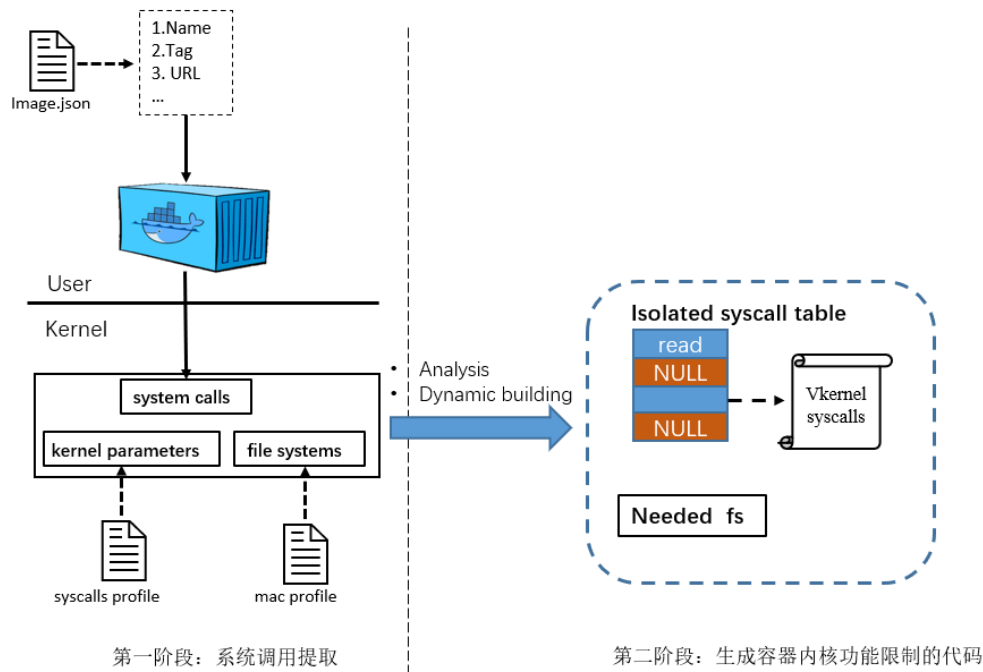 1.Name
2.Tag
3. URL
...
Image.json
User
Kernel
system calls
kernel parameters
file systems
syscalls profile
mac profile
• Analysis
• Dynamic building
Isolated syscall table
read
NULL
NULL
Vkernel
syscalls
Needed fs
第一阶段：系统调用提取
第二阶段：生成容器内核功能限制的代码